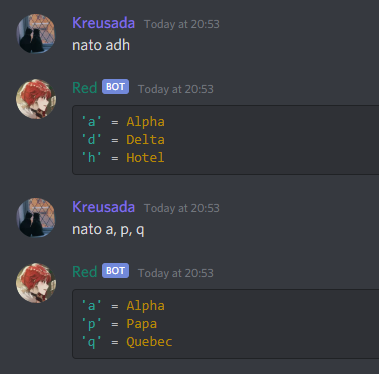 Kreusada Today at 20:53
nato adh
Red BOT Today at 20:53
'a' = Alpha
'd' = Delta
'h' = Hotel
Kreusada Today at 20:53
nato a, p, q
Red BOT Today at 20:53
'a' = Alpha
'p' = Papa
'q' = Quebec